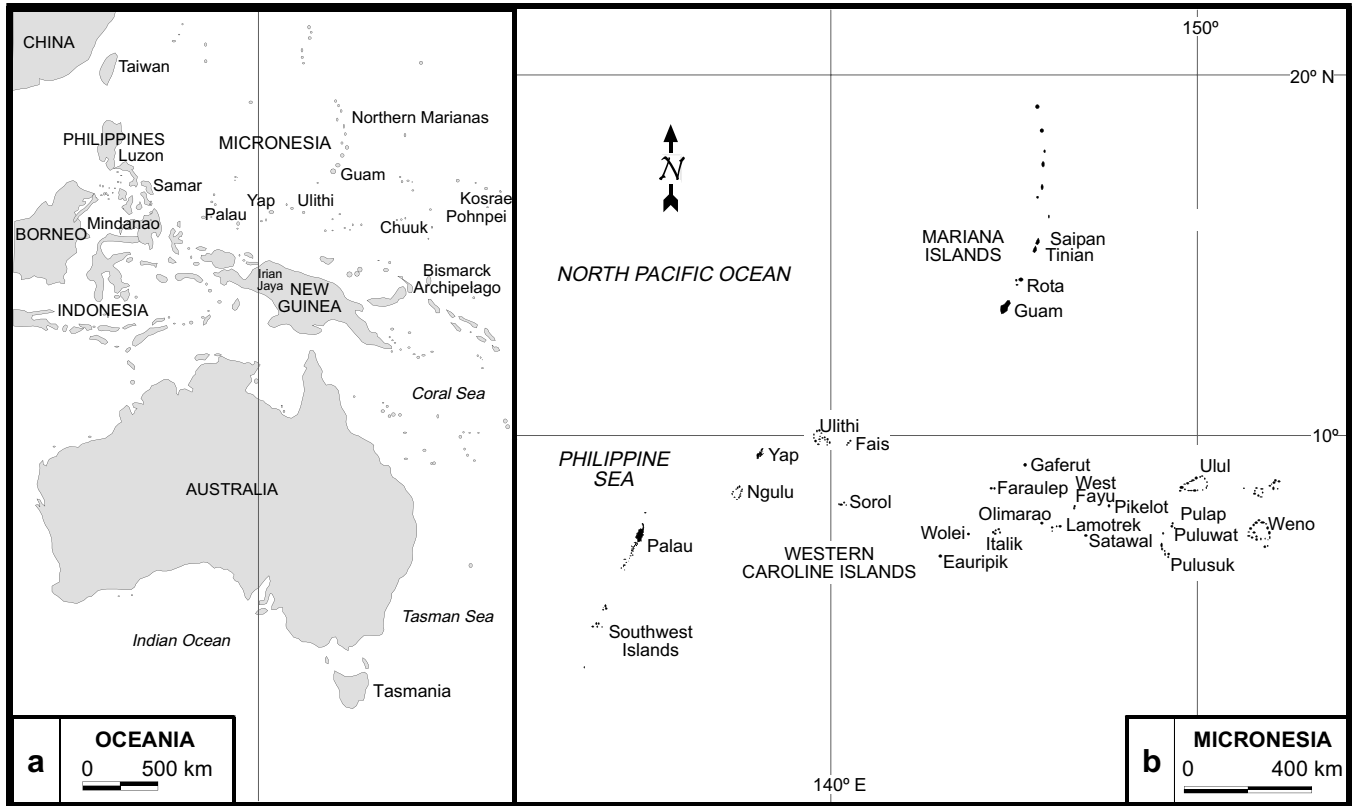 CHINA
Taiwan
Northern Marianas
PHILIPPINES
MICRONESIA
Luzon
Guam
Samar
Yap
Ulithi
Kosrae
Palau
Pohnpei
Mindanao
Chuuk
BORNEO
Bismarck
Archipelago
Irian
Jaya
NEW
GUINEA
INDONESIA
Coral Sea
AUSTRALIA
Tasman Sea
Indian Ocean
Tasmania
a
OCEANIA
0 500 km
150º
20º N
N
MARIANA
ISLANDS
Saipan
Tinian
NORTH PACIFIC OCEAN
Rota
Guam
Ulithi
10º
Fais
Yap
PHILIPPINE
SEA
Gaferut
Ulul
Ngulu
Faraulep
West
Fayu
Sorol
Pikelot
Olimarao
Pulap
Lamotrek
Weno
Wolei
Puluwat
Italik
Satawal
Palau
WESTERN
CAROLINE ISLANDS
Eauripik
Pulusuk
Southwest
Islands
140º E
b
MICRONESIA
0 400 km